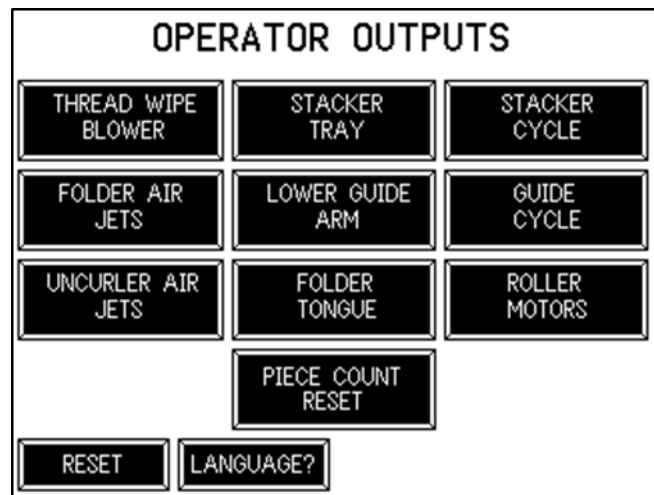 OPERATOR OUTPUTS
THREAD WIPE
BLOWER
STACKER
TRAY
STACKER
CYCLE
FOLDER AIR
JETS
LOWER GUIDE
ARM
GUIDE
CYCLE
UNCURLER AIR
JETS
FOLDER
TONGUE
ROLLER
MOTORS
PIECE COUNT
RESET
RESET
LANGUAGE?